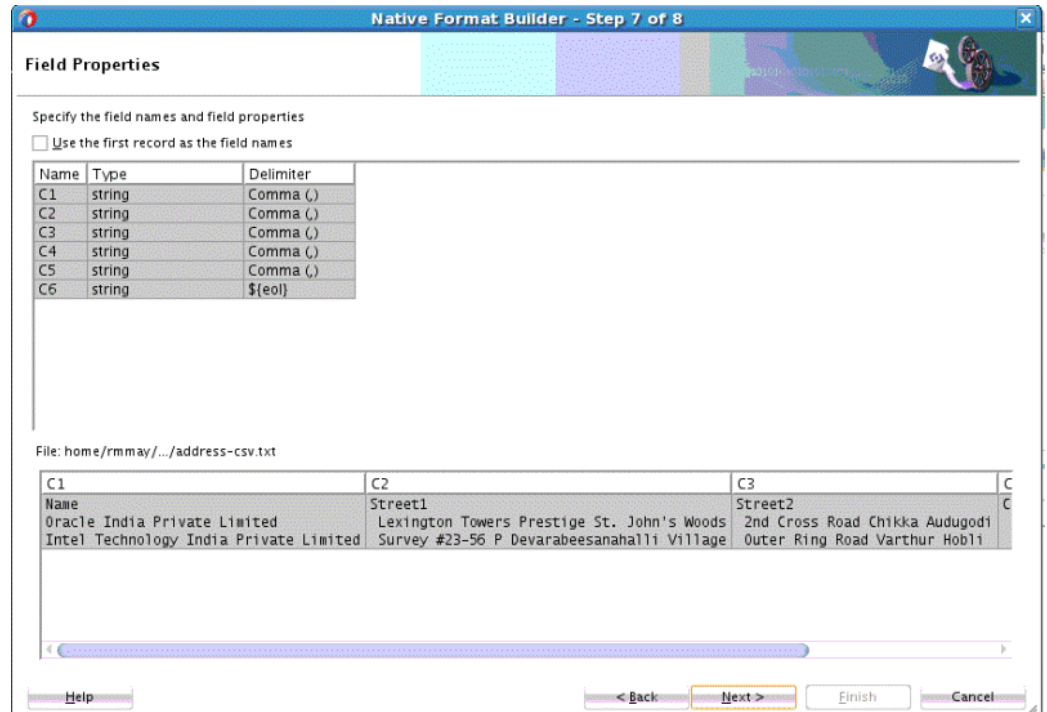 Native Format Builder - Step 7 of 8
Field Properties
Specify the field names and field properties
Use the first record as the field names
Name Type Delimiter
C1 string Comma (,)
C2 string Comma (,)
C3 string Comma (,)
C4 string Comma (,)
C5 string Comma (,)
C6 string ${eol}
File: home/rmmay/.../address-csv.txt
C1 C2 C3 C
Name Street1 Street2 C
Oracle India Private Limited Lexington Towers Prestige St. John's Woods 2nd Cross Road Chikka Audugodi
Intel Technology India Private Limited Survey #23-56 P Devarabeesanahalli Village Outer Ring Road Varthur Hobli
Help < Back Next > Finish Cancel